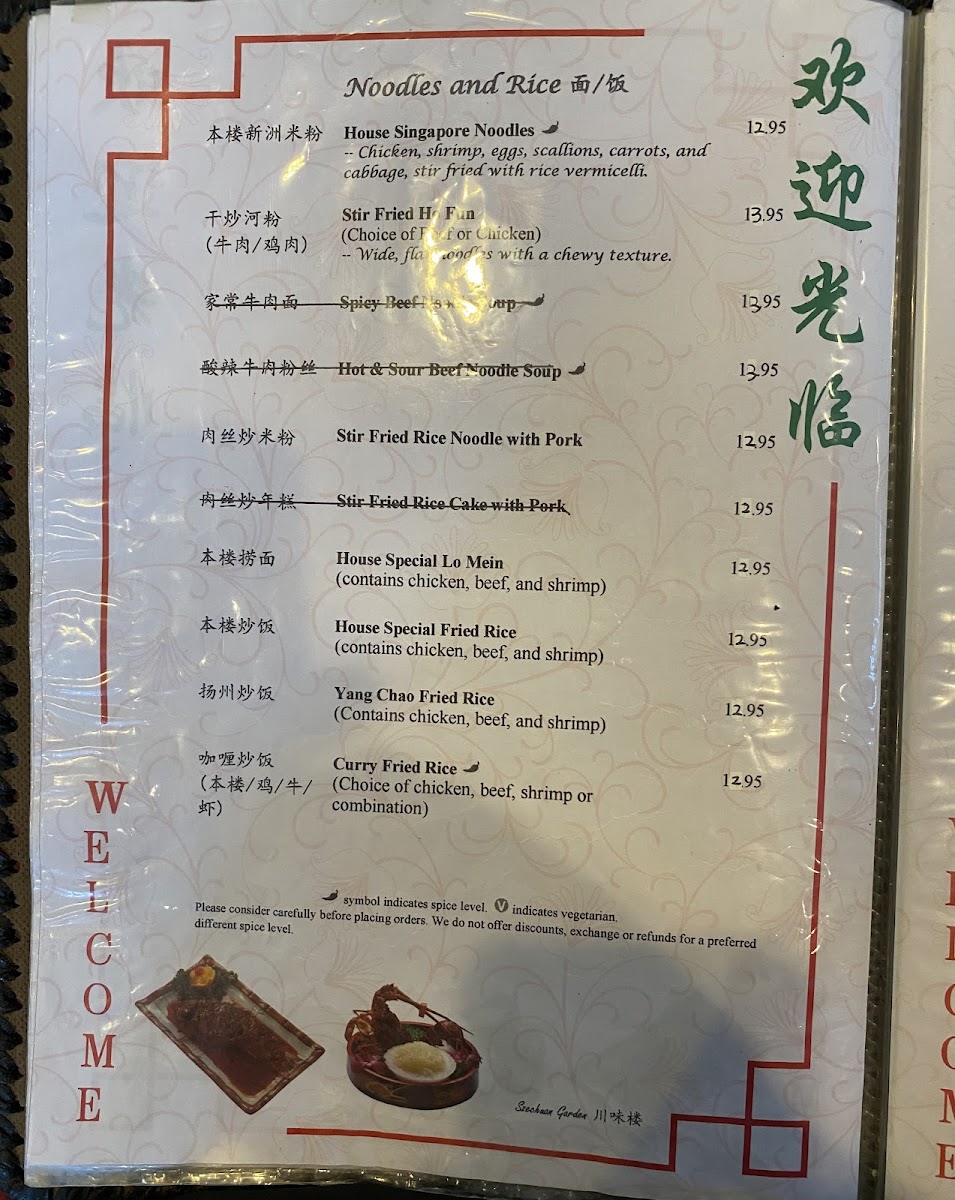 Noodles and Rice 面/饭
本楼新洲米粉 House Singapore Noodles 12.95
-- Chicken, shrimp, eggs, scallions, carrots, and
cabbage, stir fried with rice vermicelli.
干炒河粉 Stir Fried Ho Fun 13.95
(牛肉/鸡肉) (Choice of Beef or Chicken)
-- Wide, flat noodles with a chewy texture.
家常牛肉面 Spicy Beef Noodle Soup 13.95
酸辣牛肉粉丝 Hot & Sour Beef Noodle Soup 13.95
肉丝炒米粉 Stir Fried Rice Noodle with Pork 12.95
肉丝炒年糕 Stir Fried Rice Cake with Pork 12.95
本楼捞面 House Special Lo Mein 12.95
(contains chicken, beef, and shrimp)
本楼炒饭 House Special Fried Rice 12.95
(contains chicken, beef, and shrimp)
扬州炒饭 Yang Chao Fried Rice 12.95
(Contains chicken, beef, and shrimp)
咖喱炒饭 Curry Fried Rice 12.95
(本楼/鸡/牛/ (Choice of chicken, beef, shrimp or
虾) combination)
symbol indicates spice level. V indicates vegetarian.
Please consider carefully before placing orders. We do not offer discounts, exchange or refunds for a preferred
different spice level.
Szechuan Garden 川味楼
欢迎光临
WELCOME